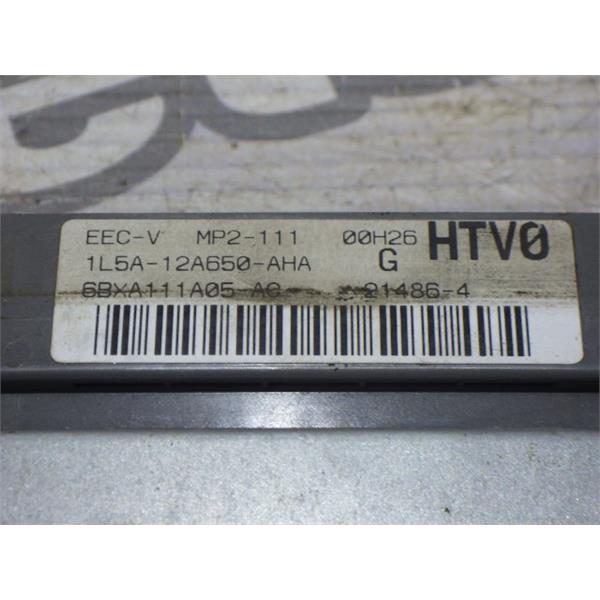 EEC-V MP2-111 00H26 HTV0
1L5A-12A650-AHA G
6BXA111A05-AC 21486-4